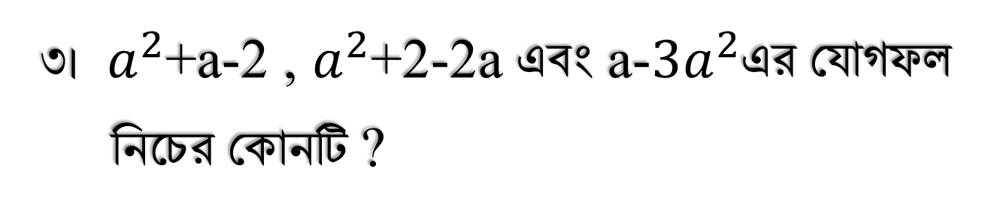 ৩। a²+a-2 , a²+2-2a এবং a-3a²এর যোগফল
নিচের কোনটি ?